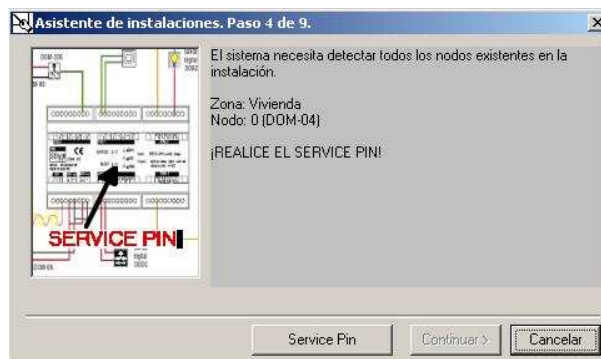 Asistente de instalaciones. Paso 4 de 9.
El sistema necesita detectar todos los nodos existentes en la
instalación.
Zona: Vivienda
Nodo: 0 (DOM-04)
¡REALICE EL SERVICE PIN!
SERVICE PIN
Service Pin
Continuar >
Cancelar